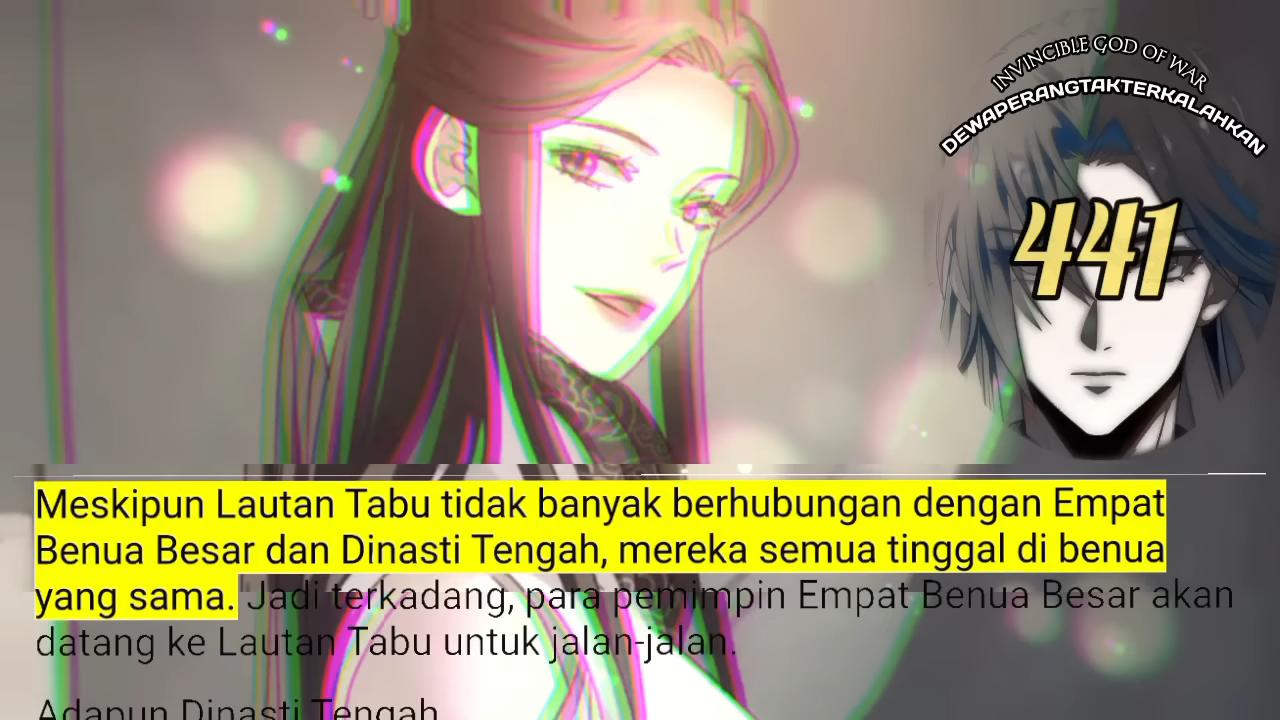 INVINCIBLE GOD OF WAR
DEWAPERANGTAKTERKALAHKAN
441
Meskipun Lautan Tabu tidak banyak berhubungan dengan Empat
Benua Besar dan Dinasti Tengah, mereka semua tinggal di benua
yang sama. Jadi terkadang, para pemimpin Empat Benua Besar akan
datang ke Lautan Tabu untuk jalan-jalan.
Adapun Dinasti Tengah